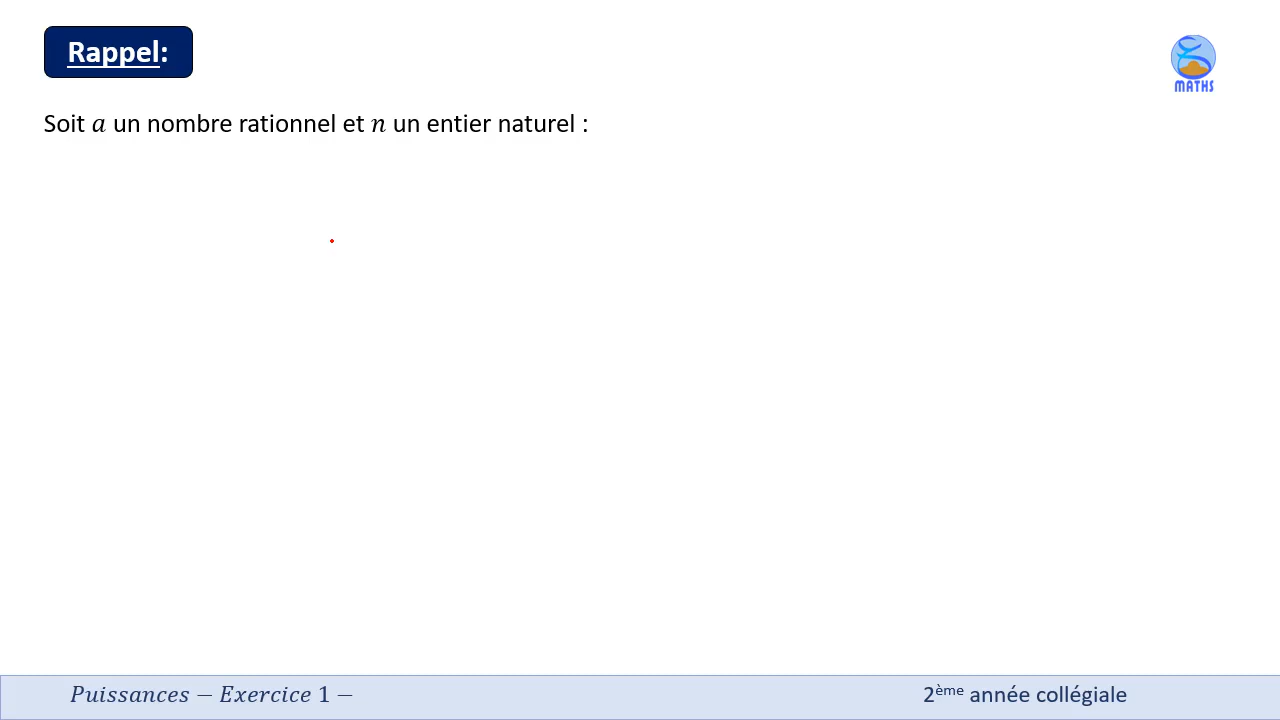 Rappel:
MATHS
Soit a un nombre rationnel et n un entier naturel :
Puissances − Exercice 1 −
2ème année collégiale